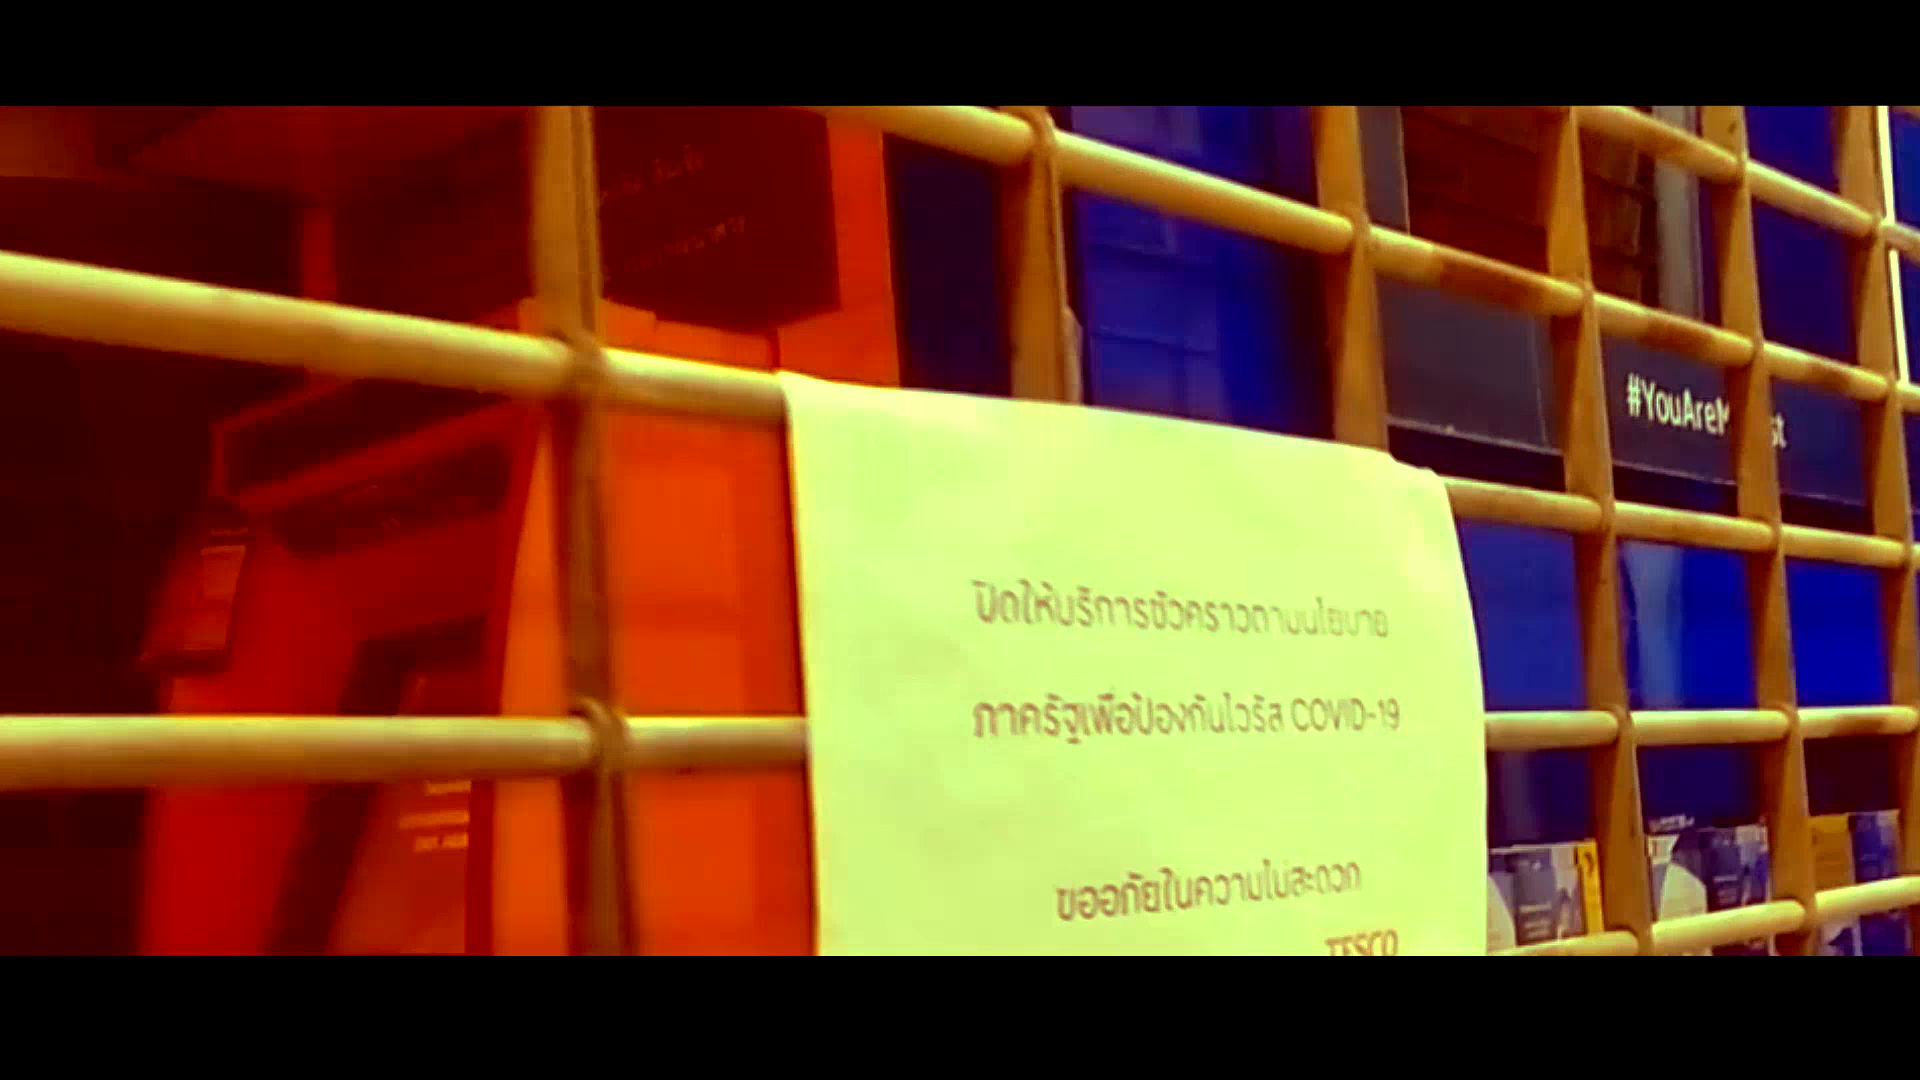 #YouAreM st
ปิดให้บริการชั่วคราวตามนโยบาย
ภาครัฐเพื่อป้องกันไวรัส COVID-19
ขออภัยในความไม่สะดวก
TESCO